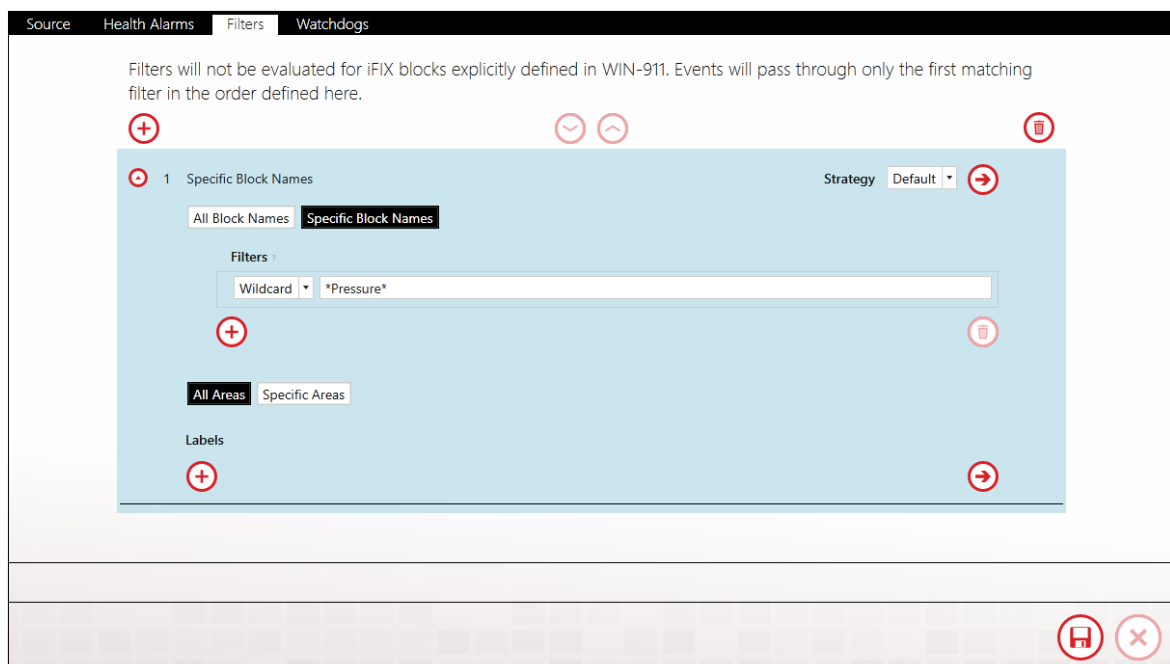 Source Health Alarms Filters Watchdogs
Filters will not be evaluated for iFIX blocks explicitly defined in WIN-911. Events will pass through only the first matching
filter in the order defined here.
1 Specific Block Names Strategy Default
All Block Names Specific Block Names
Filters ?
Wildcard *Pressure*
All Areas Specific Areas
Labels